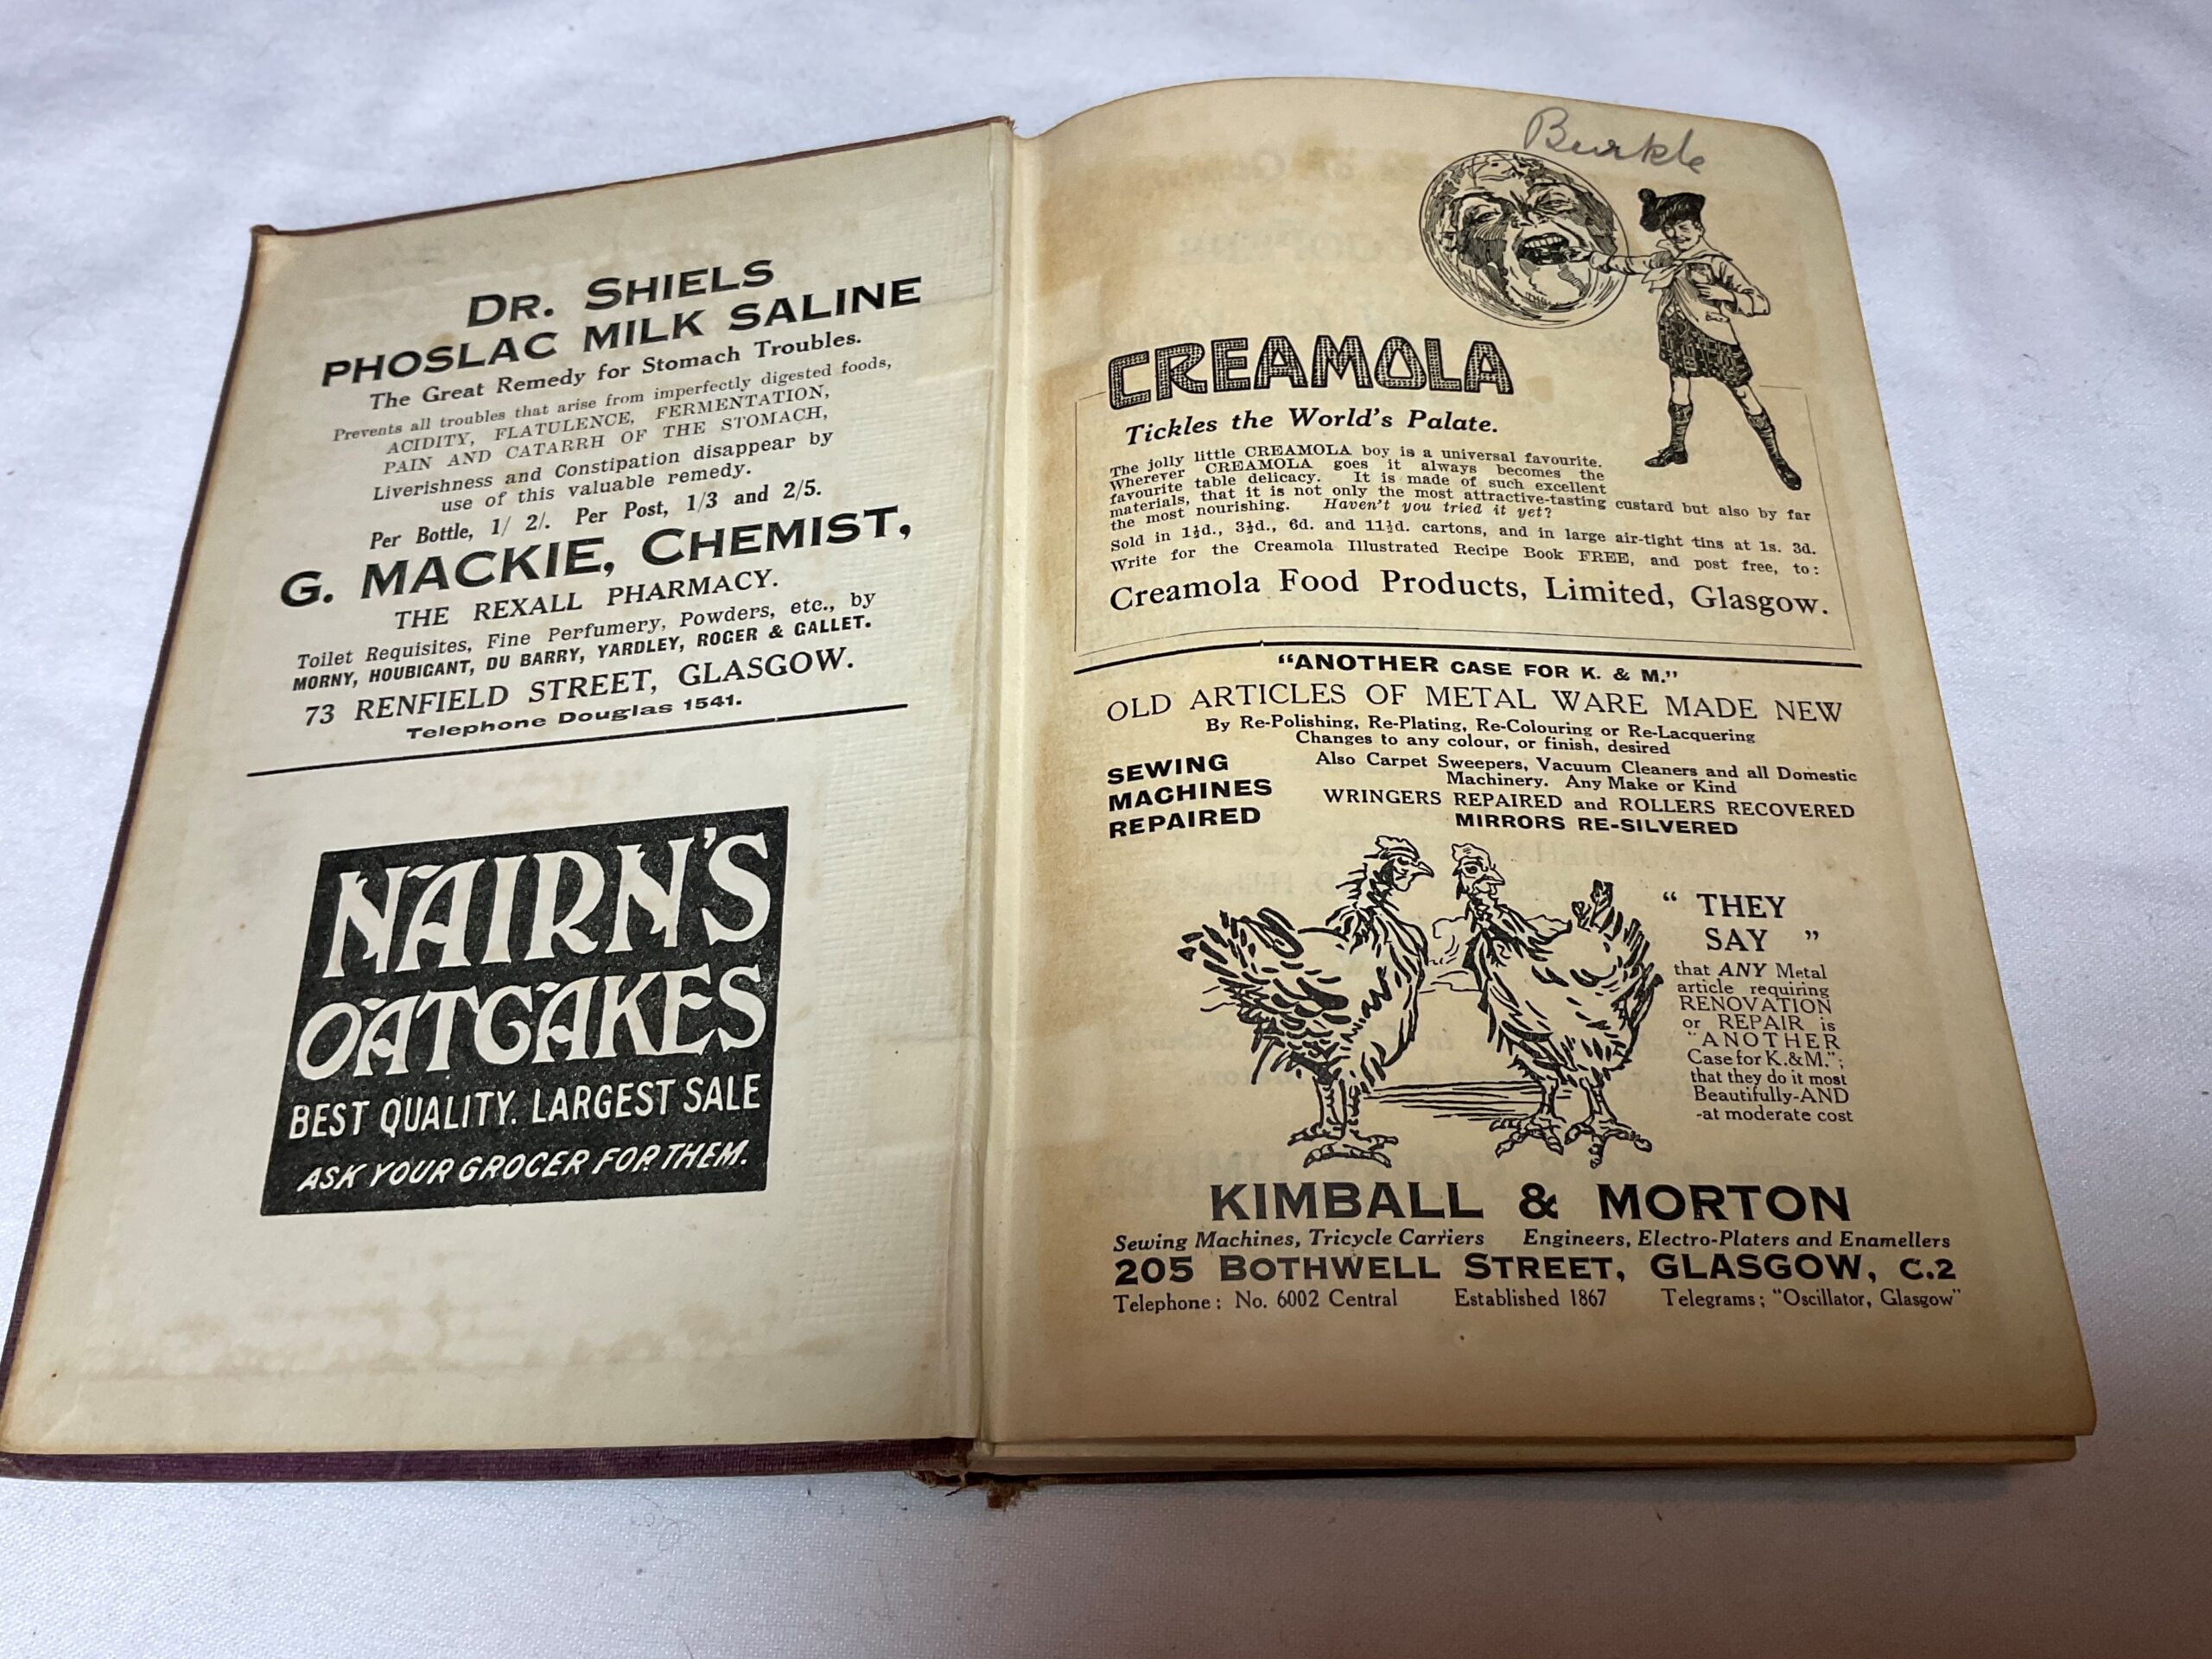 DR. SHIELS
PHOSLAC MILK SALINE
The Great Remedy for Stomach Troubles.
Prevents all troubles that arise from imperfectly digested foods,
ACIDITY, FLATULENCE, FERMENTATION,
PAIN AND CATARRH OF THE STOMACH,
Liverishness and Constipation disappear by
use of this valuable remedy.
Per Bottle, 1/ 2/. Per Post, 1/3 and 2/5.
G. MACKIE, CHEMIST,
THE REXALL PHARMACY.
Toilet Requisites, Fine Perfumery, Powders, etc., by
MORNY, HOUBIGANT, DU BARRY, YARDLEY, ROGER & GALLET.
73 RENFIELD STREET, GLASGOW.
Telephone Douglas 1541.
NAIRN'S
OATCAKES
BEST QUALITY. LARGEST SALE
ASK YOUR GROCER FOR THEM.
Burkle
CREAMOLA
Tickles the World's Palate.
The jolly little CREAMOLA boy is a universal favourite.
Wherever CREAMOLA goes it always becomes the
favourite table delicacy. It is made of such excellent
materials, that it is not only the most attractive-tasting custard but also by far
the most nourishing. Haven't you tried it yet?
Sold in 1½d., 3½d., 6d. and 11½d. cartons, and in large air-tight tins at 1s. 3d.
Write for the Creamola Illustrated Recipe Book FREE, and post free, to:
Creamola Food Products, Limited, Glasgow.
"ANOTHER CASE FOR K. & M."
OLD ARTICLES OF METAL WARE MADE NEW
By Re-Polishing, Re-Plating, Re-Colouring or Re-Lacquering
Changes to any colour, or finish, desired
SEWING
MACHINES
REPAIRED
Also Carpet Sweepers, Vacuum Cleaners and all Domestic
Machinery. Any Make or Kind
WRINGERS REPAIRED and ROLLERS RECOVERED
MIRRORS RE-SILVERED
" THEY
SAY "
that ANY Metal
article requiring
RENOVATION
or REPAIR is
"ANOTHER
Case for K.&M.";
that they do it most
Beautifully-AND
-at moderate cost
KIMBALL & MORTON
Sewing Machines, Tricycle Carriers Engineers, Electro-Platers and Enamellers
205 BOTHWELL STREET, GLASGOW, C.2
Telephone: No. 6002 Central Established 1867 Telegrams; "Oscillator, Glasgow"